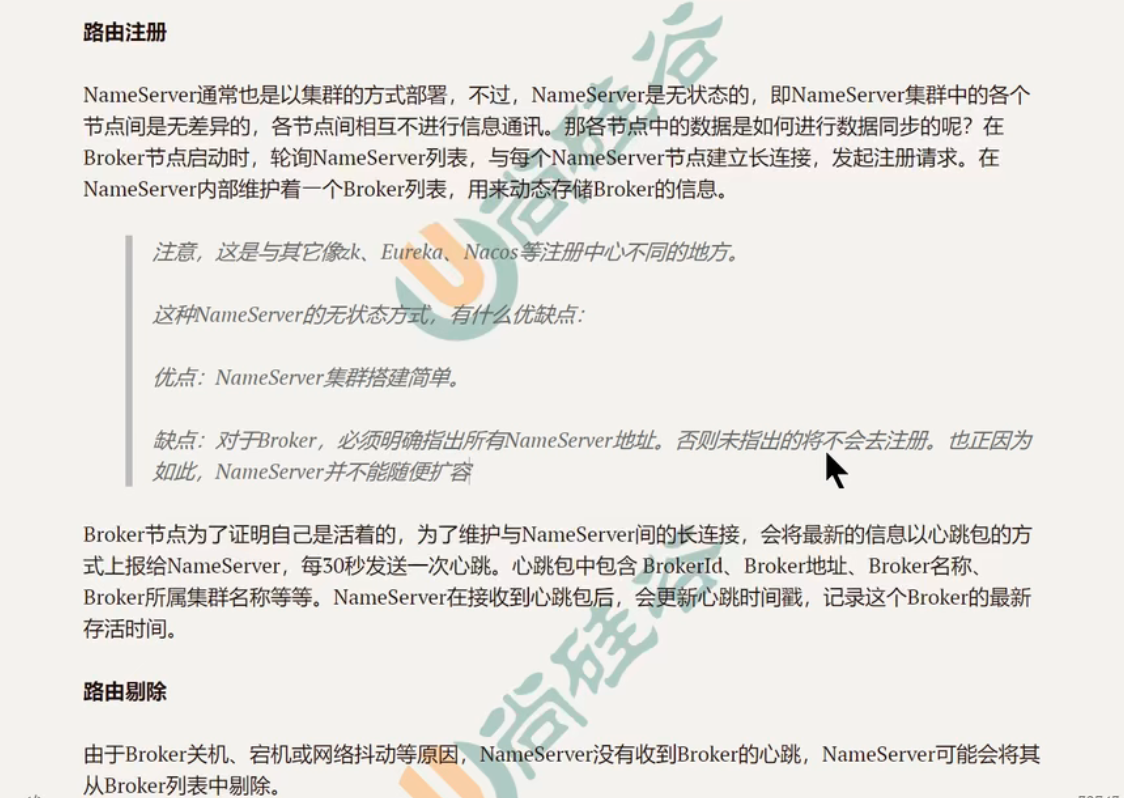 路由注册
NameServer通常也是以集群的方式部署，不过，NameServer是无状态的，即NameServer集群中的各个
节点间是无差异的，各节点间相互不进行信息通讯。那各节点中的数据是如何进行数据同步的呢？在
Broker节点启动时，轮询NameServer列表，与每个NameServer节点建立长连接，发起注册请求。在
NameServer内部维护着一个Broker列表，用来动态存储Broker的信息。
注意，这是与其它像zk、Eureka、Nacos等注册中心不同的地方。
这种NameServer的无状态方式，有什么优缺点：
优点：NameServer集群搭建简单。
缺点：对于Broker，必须明确指出所有NameServer地址。否则未指出的将不会去注册。也正因为
如此，NameServer并不能随便扩容
Broker节点为了证明自己是活着的，为了维护与NameServer间的长连接，会将最新的信息以心跳包的方
式上报给NameServer，每30秒发送一次心跳。心跳包中包含 BrokerId、Broker地址、Broker名称、
Broker所属集群名称等等。NameServer在接收到心跳包后，会更新心跳时间戳，记录这个Broker的最新
存活时间。
路由剔除
由于Broker关机、宕机或网络抖动等原因，NameServer没有收到Broker的心跳，NameServer可能会将其
从Broker列表中剔除。
尚硅谷
尚硅谷